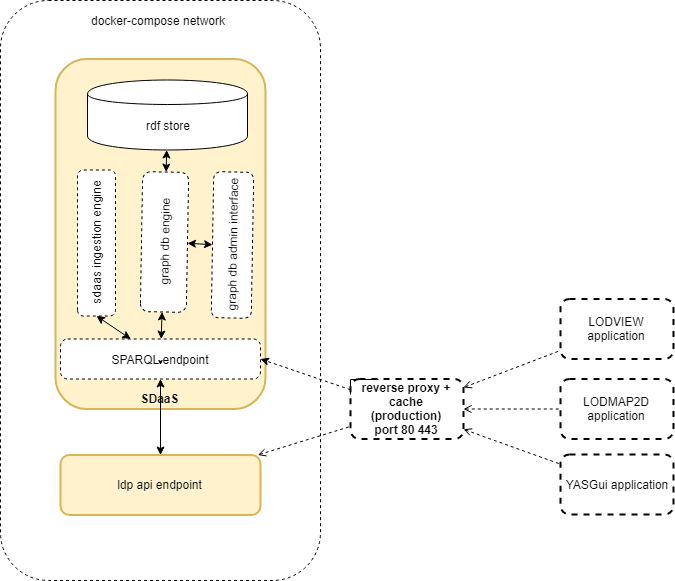 docker-compose network
rdf store
sdaas ingestion engine
graph db engine
graph db admin interface
SPARQL endpoint
SDaaS
ldp api endpoint
reverse proxy +
cache
(production)
port 80 443
LODVIEW
application
LODMAP2D
application
YASGui application